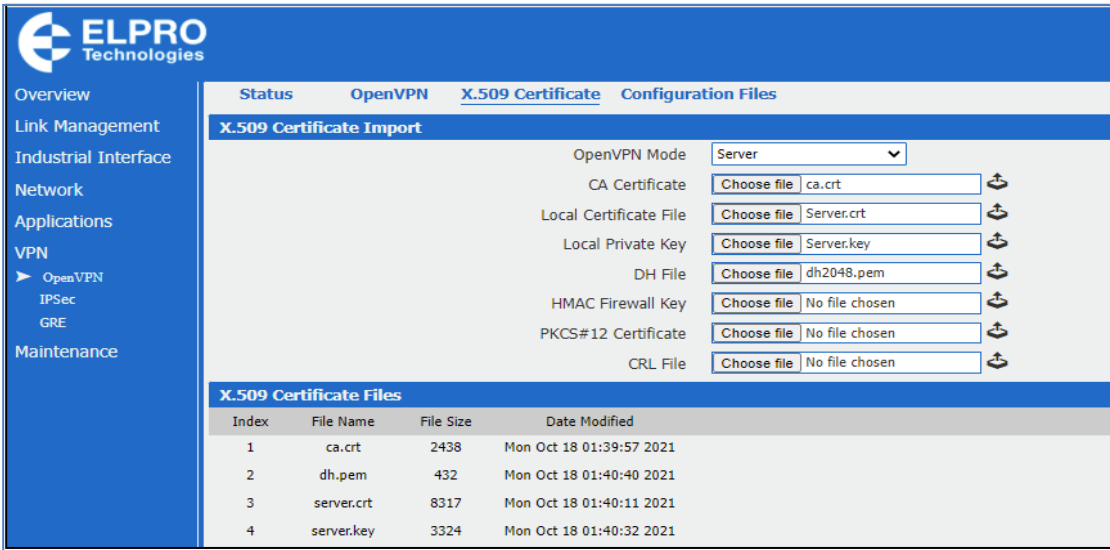 ELPRO
Technologies
Overview
Link Management
Industrial Interface
Network
Applications
VPN
➤ OpenVPN
IPSec
GRE
Maintenance
Status OpenVPN X.509 Certificate Configuration Files
X.509 Certificate Import
OpenVPN Mode Server
CA Certificate Choose file ca.crt
Local Certificate File Choose file Server.crt
Local Private Key Choose file Server.key
DH File Choose file dh2048.pem
HMAC Firewall Key Choose file No file chosen
PKCS#12 Certificate Choose file No file chosen
CRL File Choose file No file chosen
X.509 Certificate Files
Index File Name File Size Date Modified
1 ca.crt 2438 Mon Oct 18 01:39:57 2021
2 dh.pem 432 Mon Oct 18 01:40:40 2021
3 server.crt 8317 Mon Oct 18 01:40:11 2021
4 server.key 3324 Mon Oct 18 01:40:32 2021